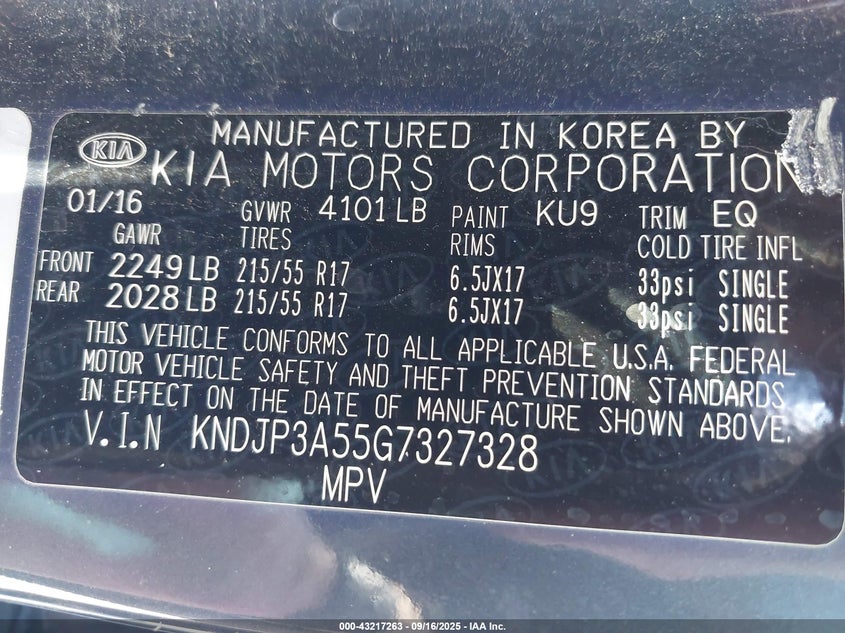 KIA MANUFACTURED IN KOREA BY
KIA MOTORS CORPORATION
01/16 GVWR 4101 LB PAINT KU9 TRIM EQ
GAWR TIRES RIMS COLD TIRE INFL
FRONT 2249 LB 215/55 R17 6.5JX17 33psi SINGLE
REAR 2028 LB 215/55 R17 6.5JX17 33psi SINGLE
THIS VEHICLE CONFORMS TO ALL APPLICABLE U.S.A. FEDERAL
MOTOR VEHICLE SAFETY AND THEFT PREVENTION STANDARDS
IN EFFECT ON THE DATE OF MANUFACTURE SHOWN ABOVE.
V.I.N KNDJP3A55G7327328
MPV
000-43217263 - 09/16/2025 - IAA Inc.